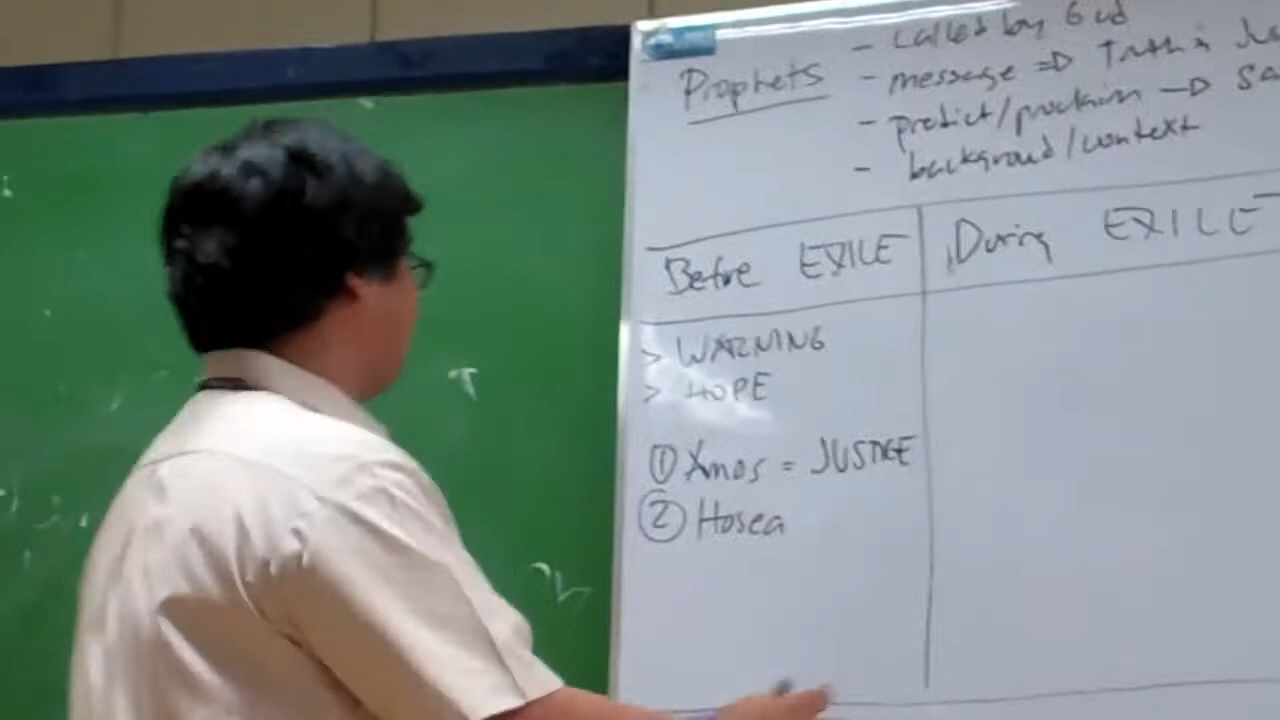 Prophets
- called by God
- message => Truth &
- predict/proclaim ->
- background/context
Before EXILE
During EXILE
> WARNING
> HOPE
① Amos = JUSTICE
② Hosea